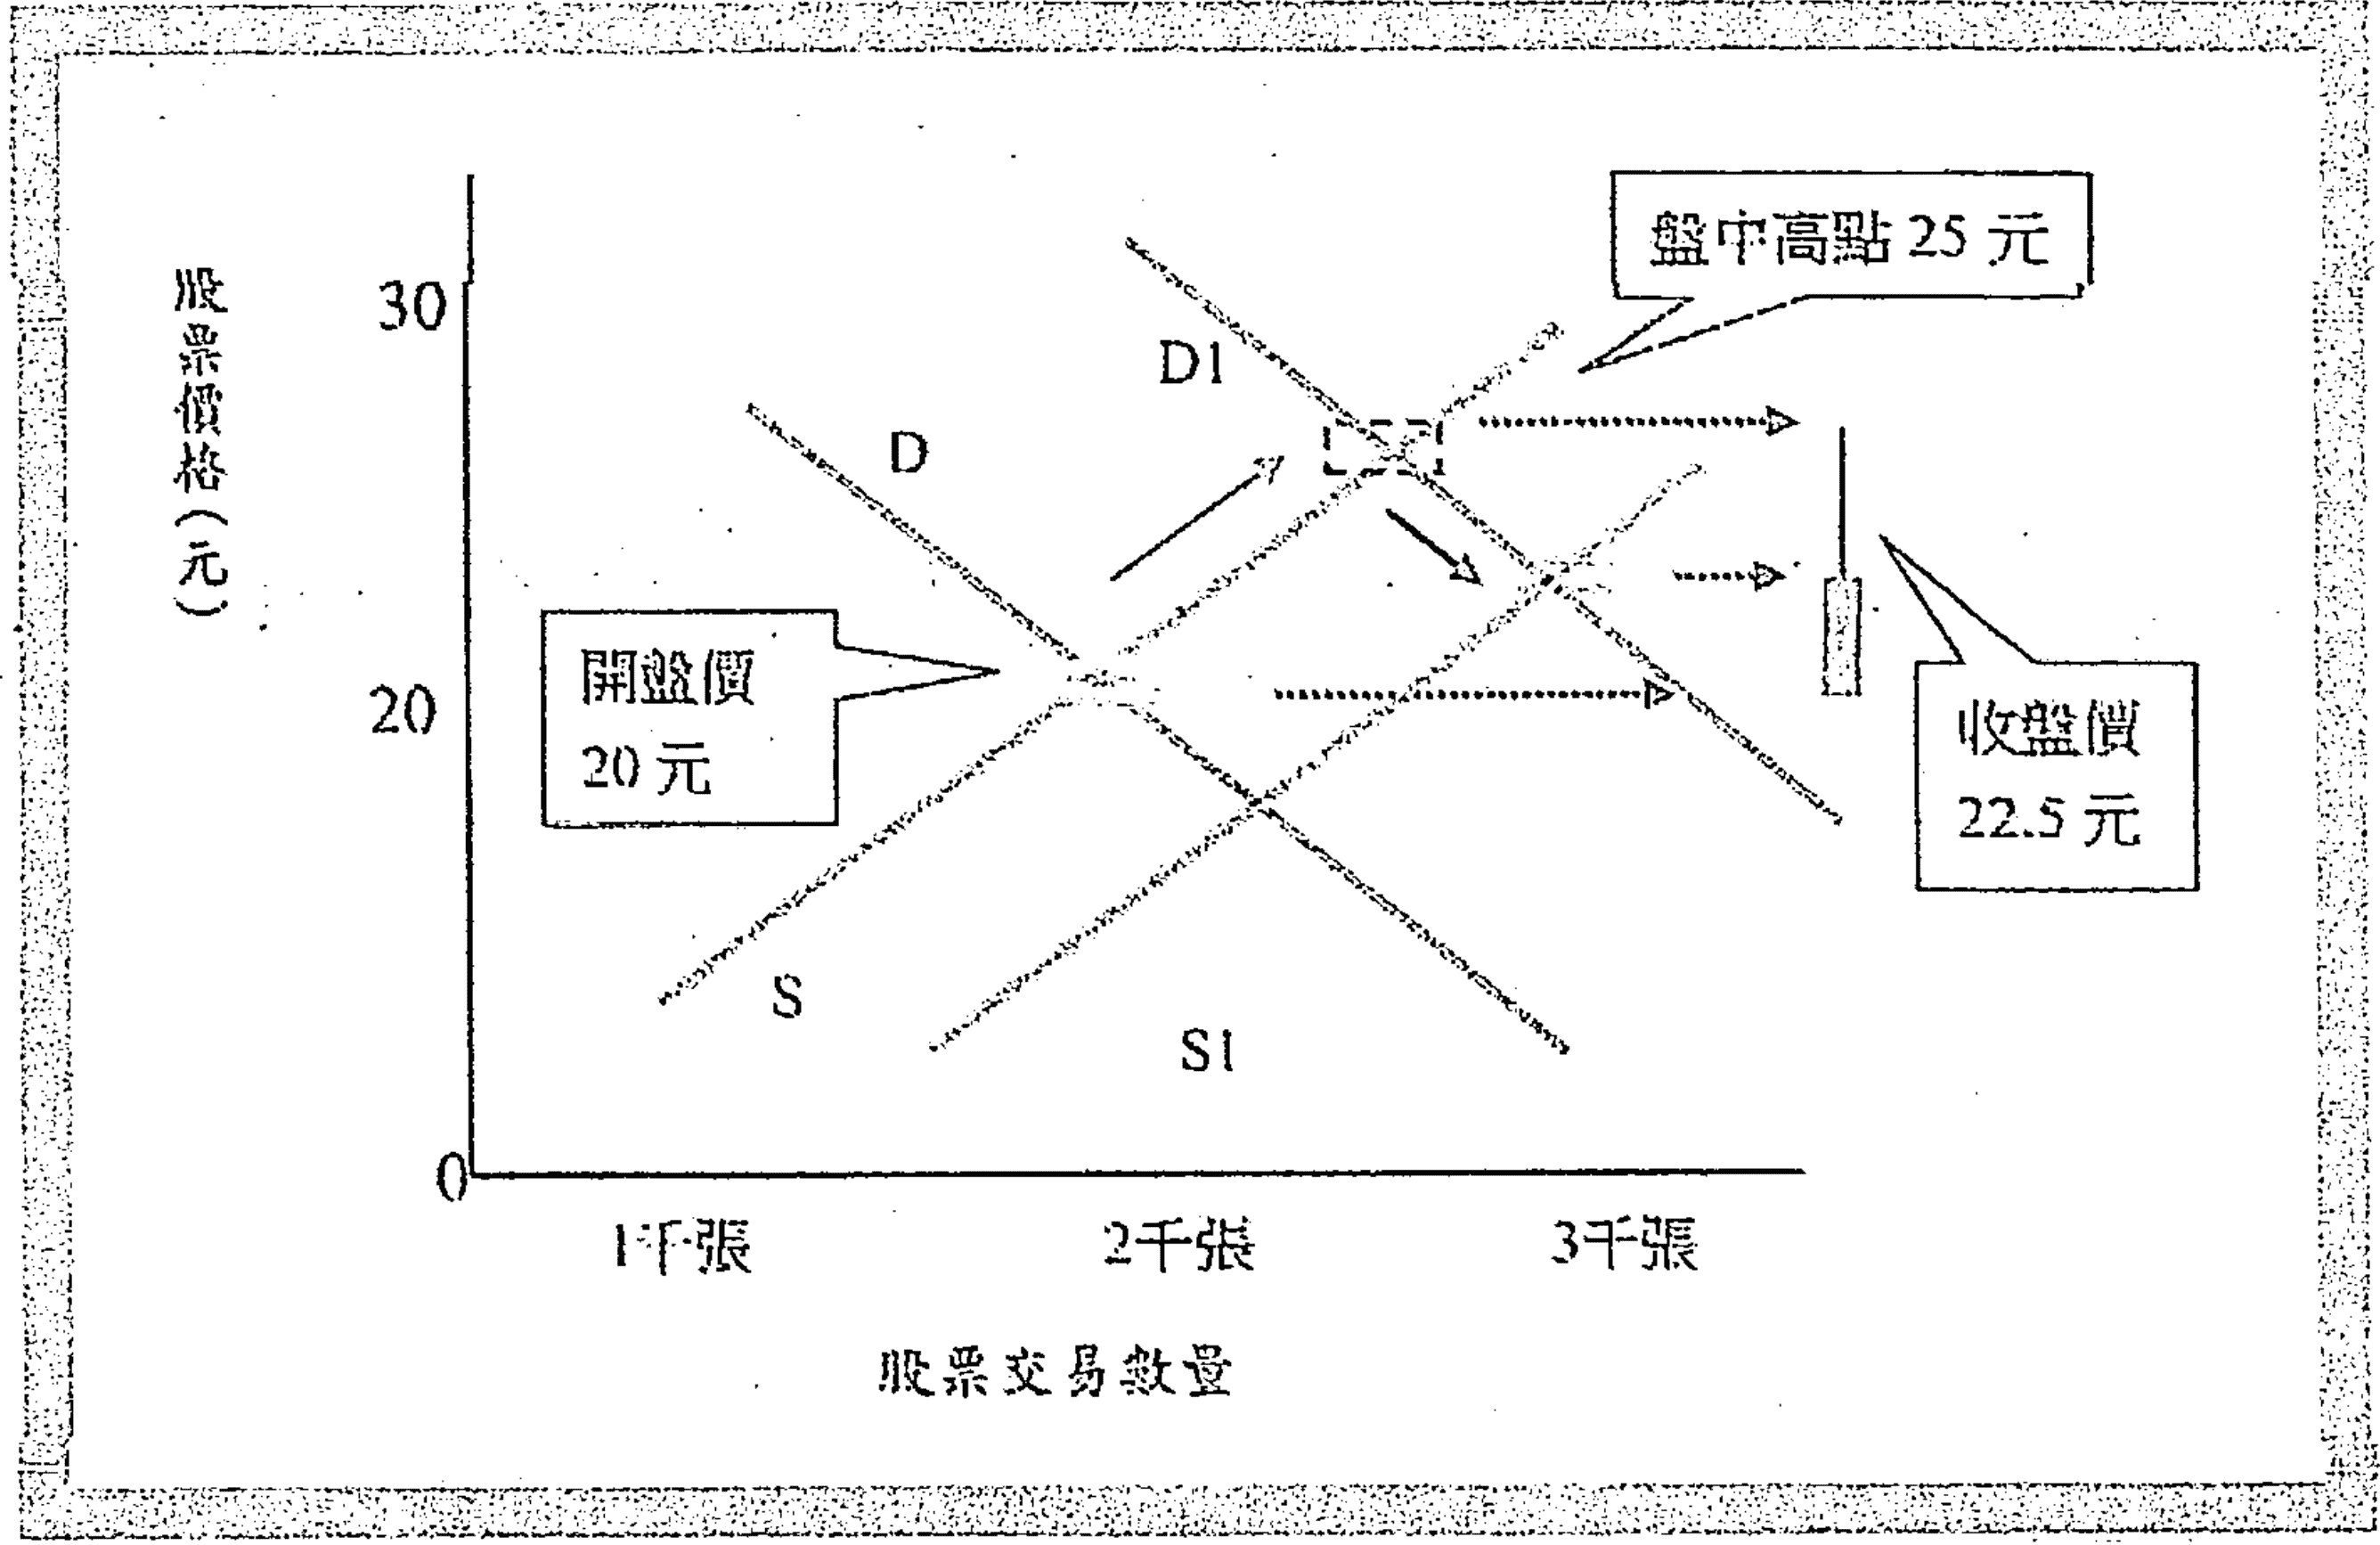 股票價格(元)
30
20
0
D1
D
盤中高點 25 元
開盤價
20 元
收盤價
22.5 元
S
S1
1千張
2千張
3千張
股票交易數量